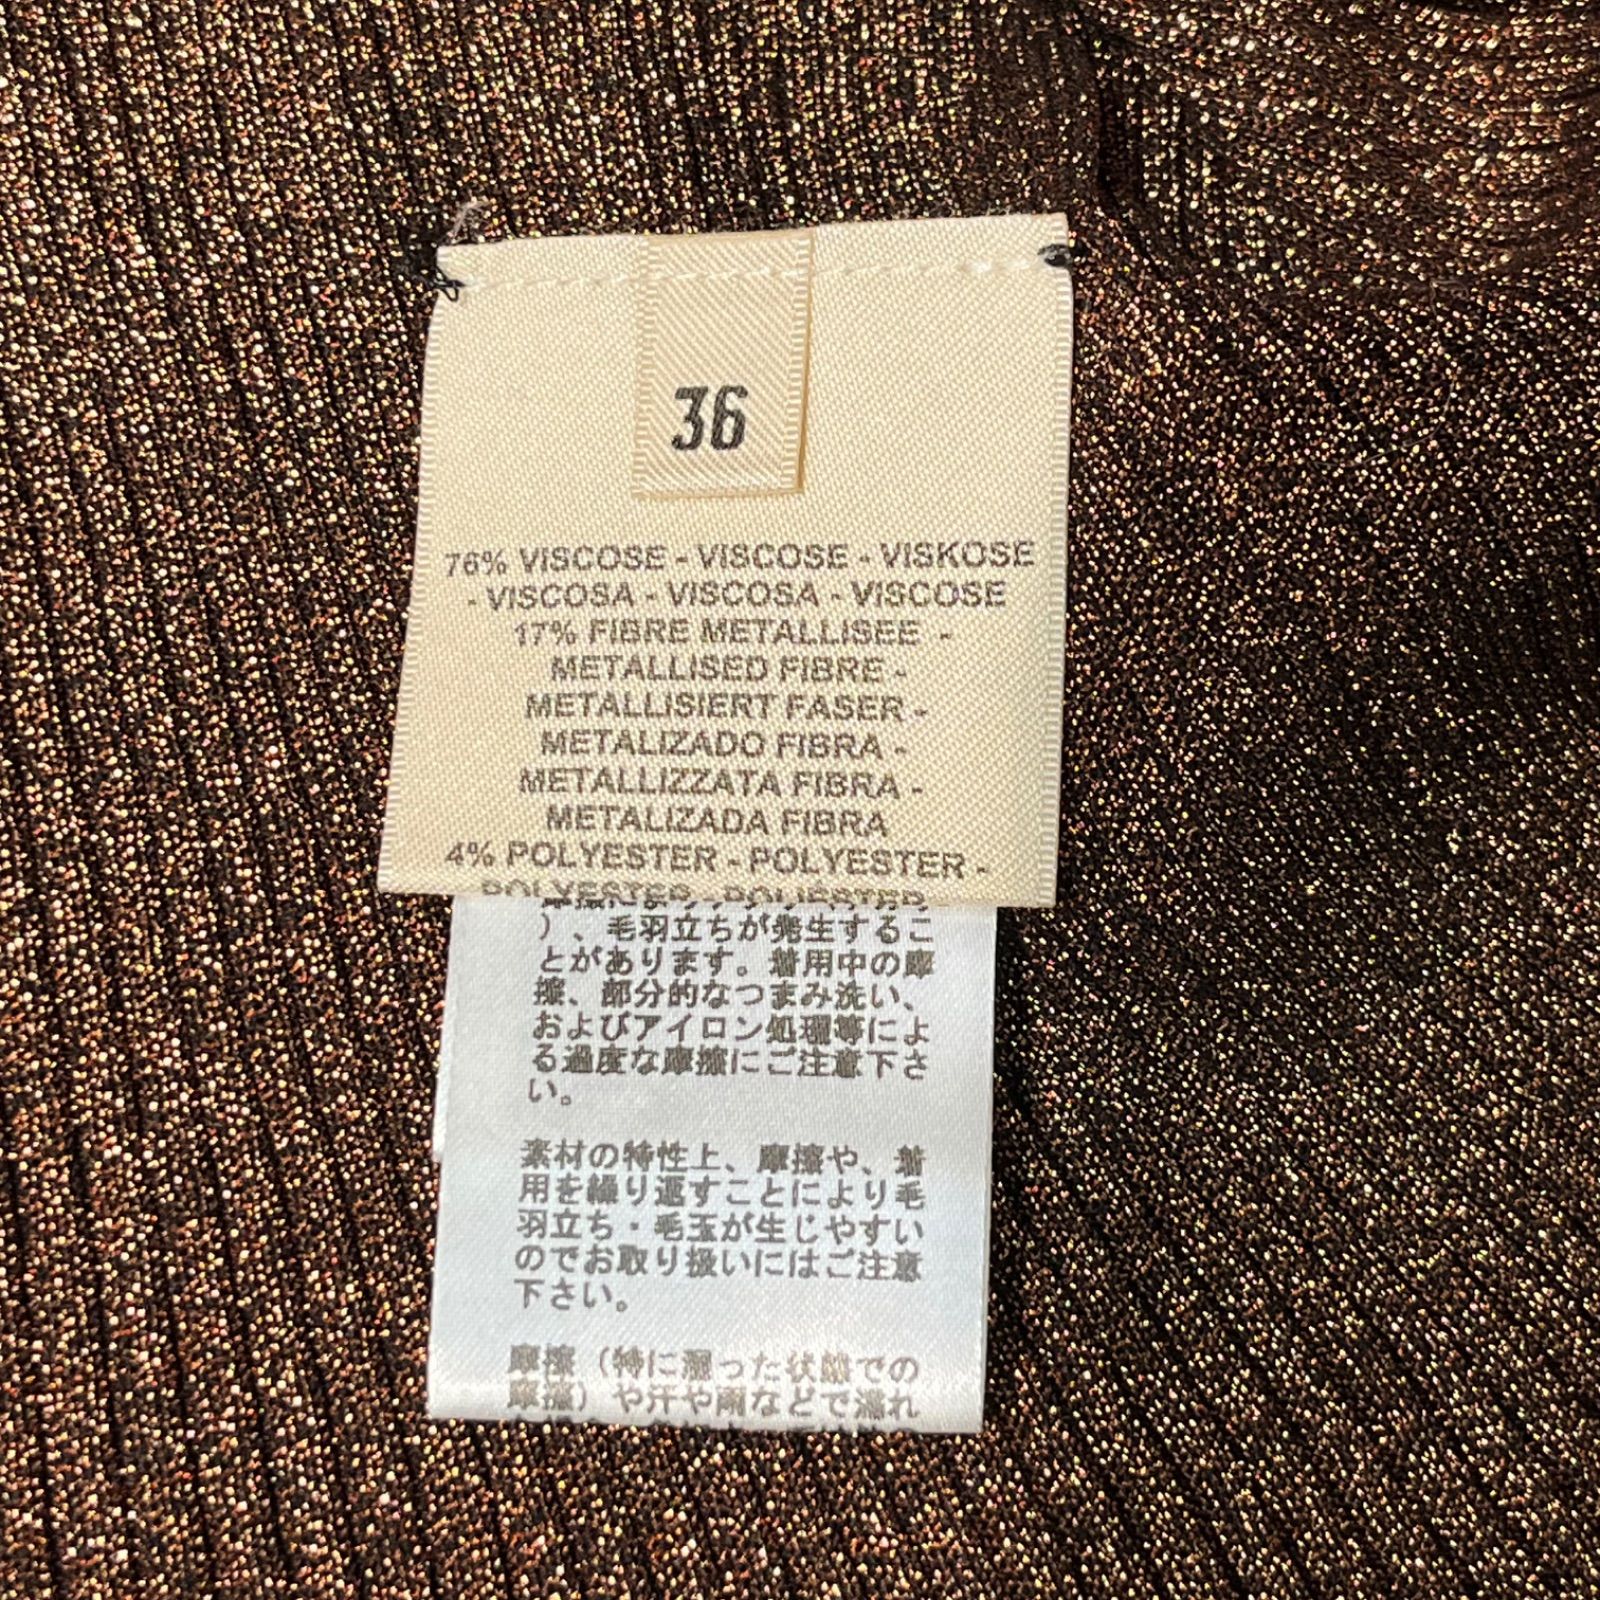 36
76% VISCOSE - VISCOSE - VISKOSE
- VISCOSA - VISCOSA - VISCOSE
17% FIBRE METALLISEE -
METALLISED FIBRE -
METALLISIERT FASER -
METALIZADO FIBRA -
METALLIZZATA FIBRA -
METALIZADA FIBRA
4% POLYESTER - POLYESTER -
POLYESTER - POLIESTER
)、毛羽立ちが発生するこ
とがあります。着用中の摩
擦、部分的なつまみ洗い、
およびアイロン処理等によ
る過度な摩擦にご注意下さ
い。
素材の特性上、摩擦や、着
用を繰り返すことにより毛
羽立ち・毛玉が生じやすい
のでお取り扱いにはご注意
下さい。
摩擦（特に湿った状態での
摩擦）や汗や雨などで濡れ